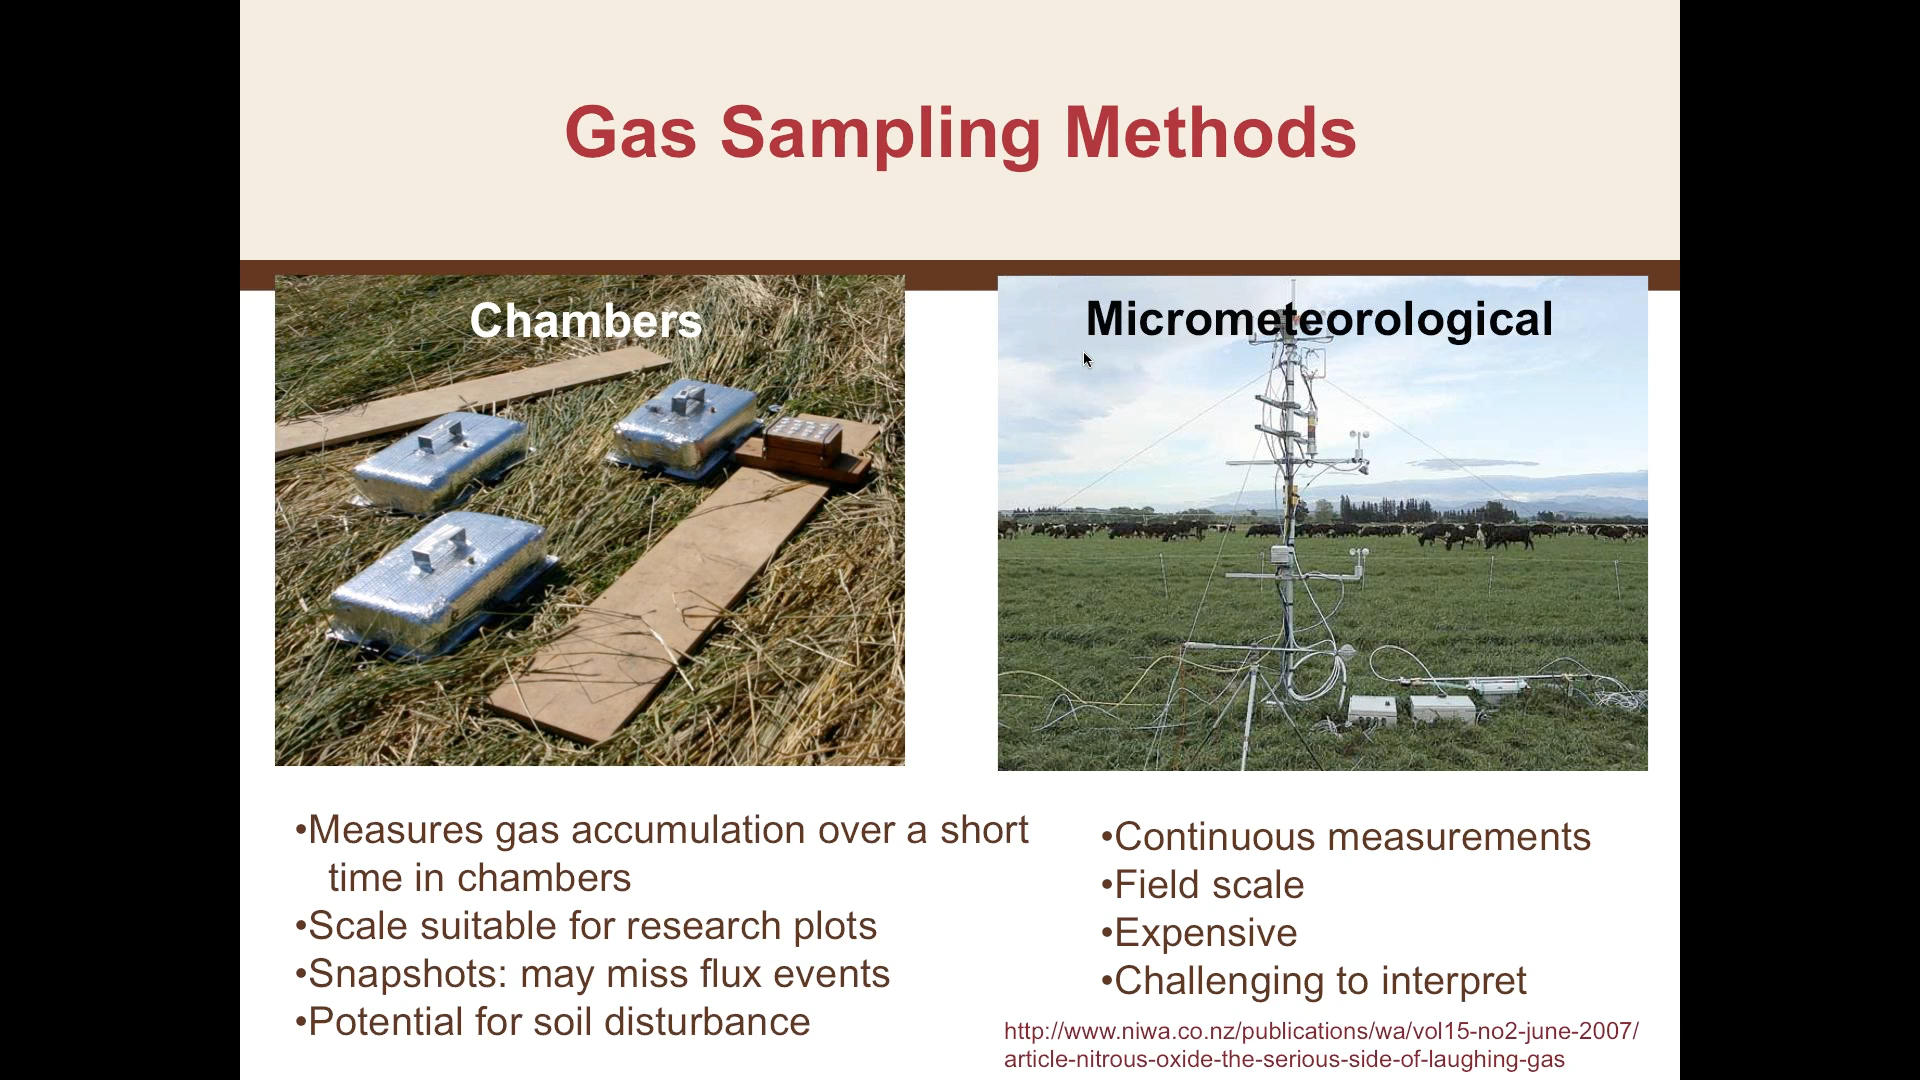 Gas Sampling Methods
Chambers
•Measures gas accumulation over a short
time in chambers
•Scale suitable for research plots
•Snapshots: may miss flux events
•Potential for soil disturbance
Micrometeorological
•Continuous measurements
•Field scale
•Expensive
•Challenging to interpret
http://www.niwa.co.nz/publications/wa/vol15-no2-june-2007/
article-nitrous-oxide-the-serious-side-of-laughing-gas